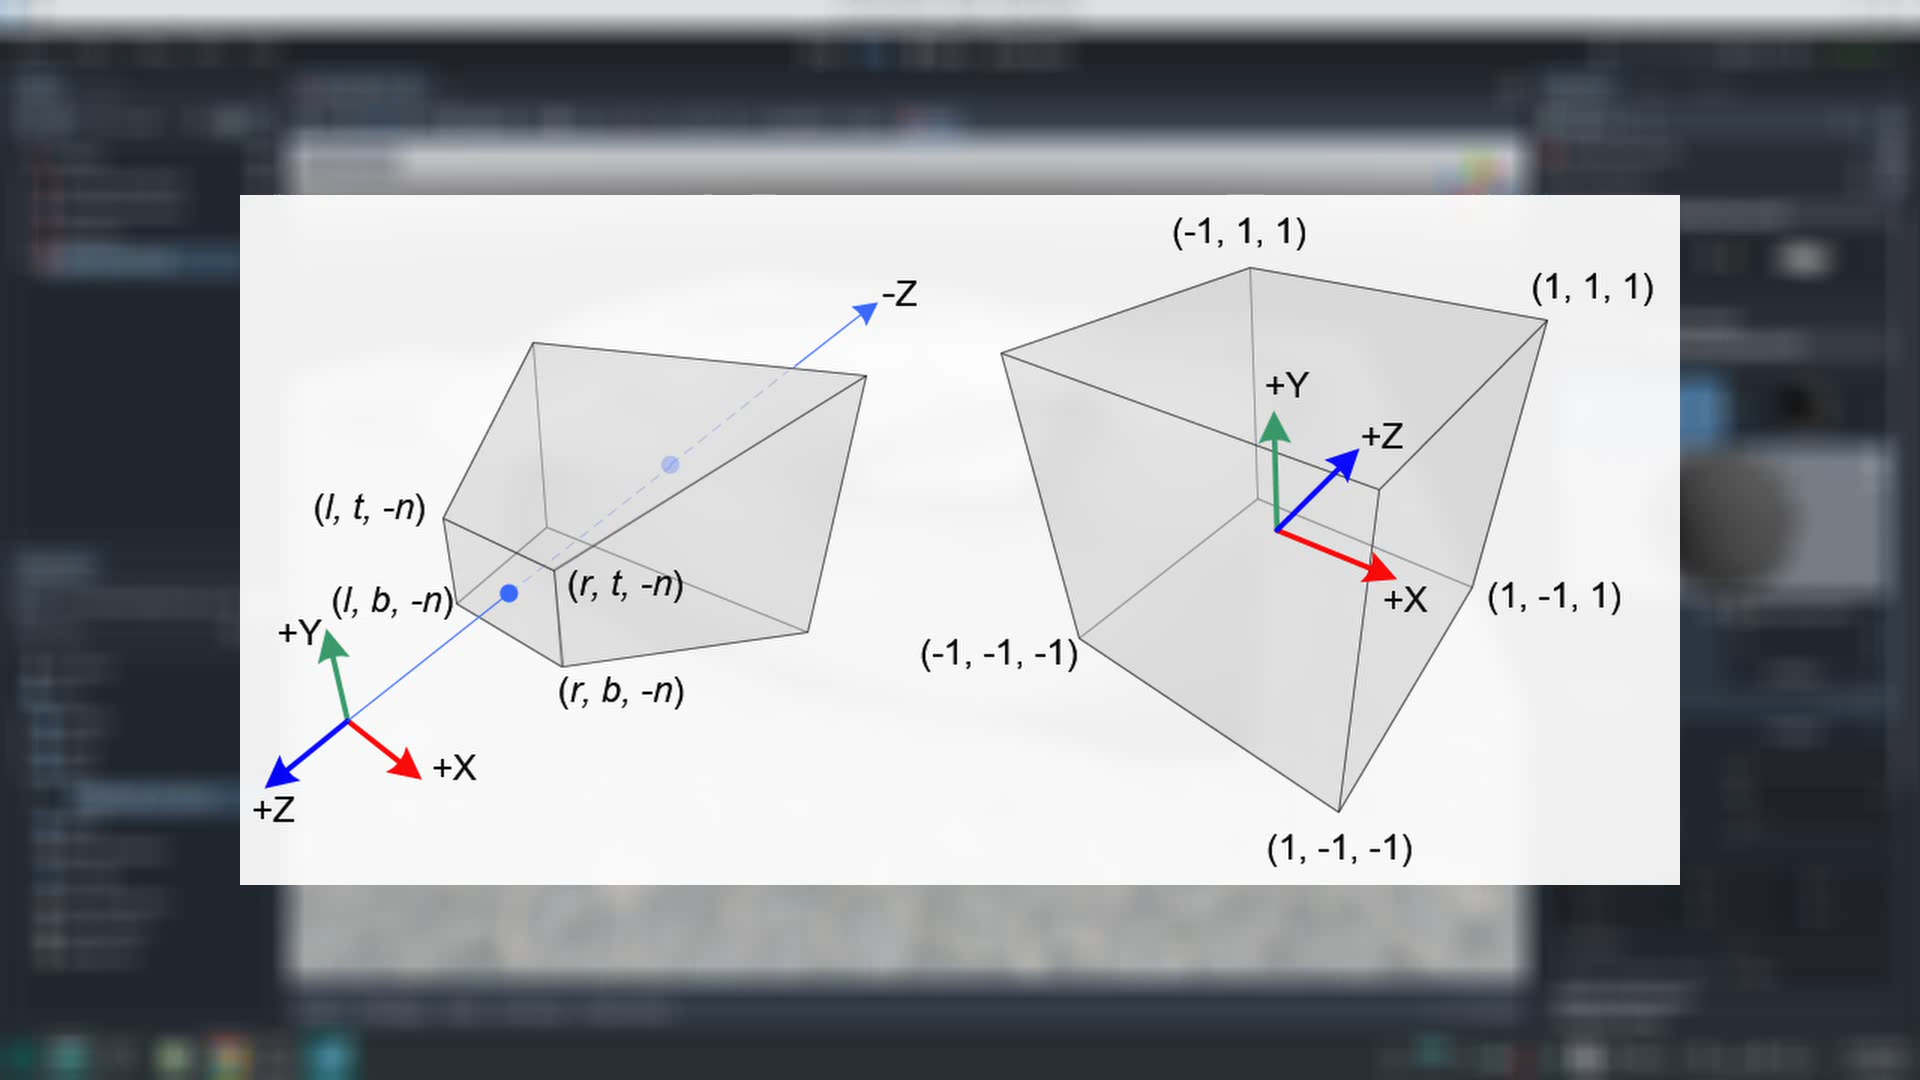 -Z
(l, t, -n)
(r, t, -n)
(l, b, -n)
+Y
(r, b, -n)
+X
+Z
(-1, 1, 1)
(1, 1, 1)
+Y
+Z
+X
(1, -1, 1)
(-1, -1, -1)
(1, -1, -1)